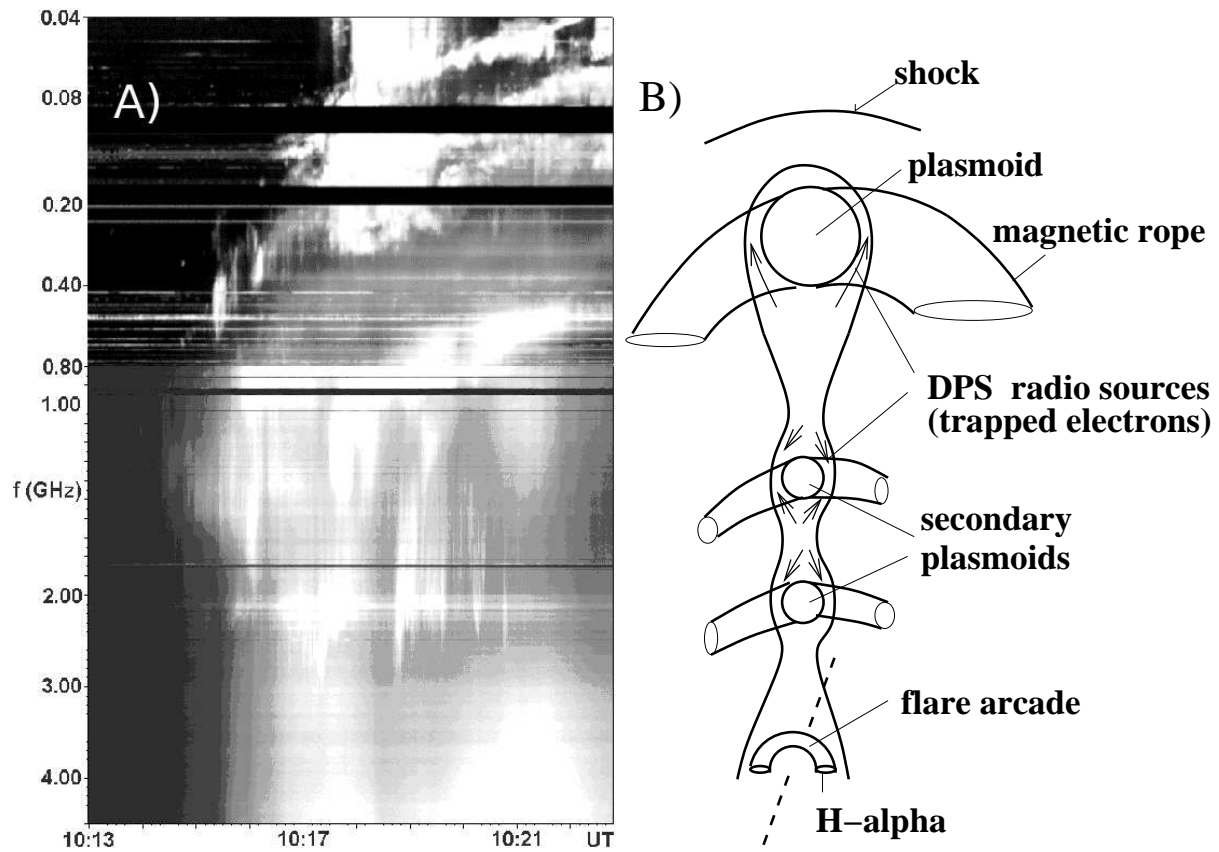 A)
0.04
0.08
0.20
0.40
0.80
1.00
f (GHz)
2.00
3.00
4.00
10:13
10:17
10:21
UT
B)
shock
plasmoid
magnetic rope
DPS radio sources
(trapped electrons)
secondary
plasmoids
flare arcade
H−alpha